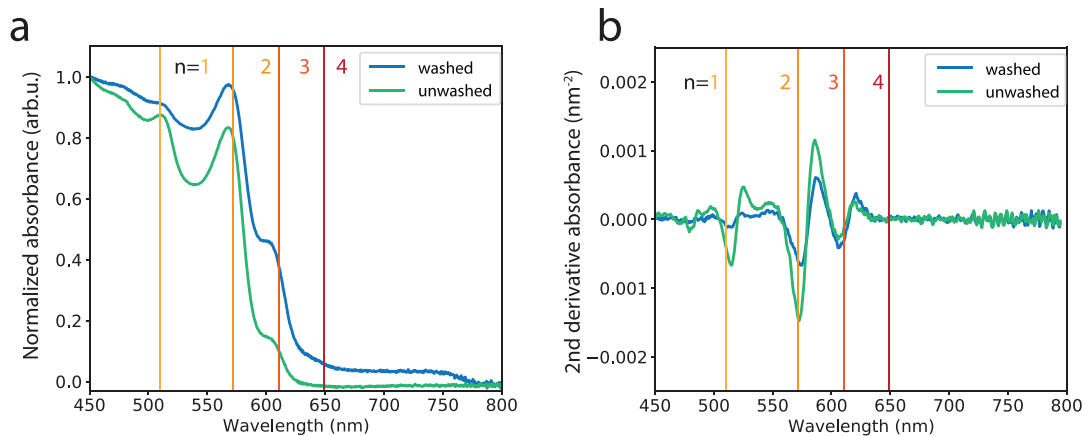 a
n=1 2 3 4
washed
unwashed
Normalized absorbance (arb.u.)
1.0
0.8
0.6
0.4
0.2
0.0
450 500 550 600 650 700 750 800
Wavelength (nm)
b
n=1 2 3 4
washed
unwashed
2nd derivative absorbance (nm⁻²)
0.002
0.001
0.000
0.001
−0.002
450 500 550 600 650 700 750 800
Wavelength (nm)